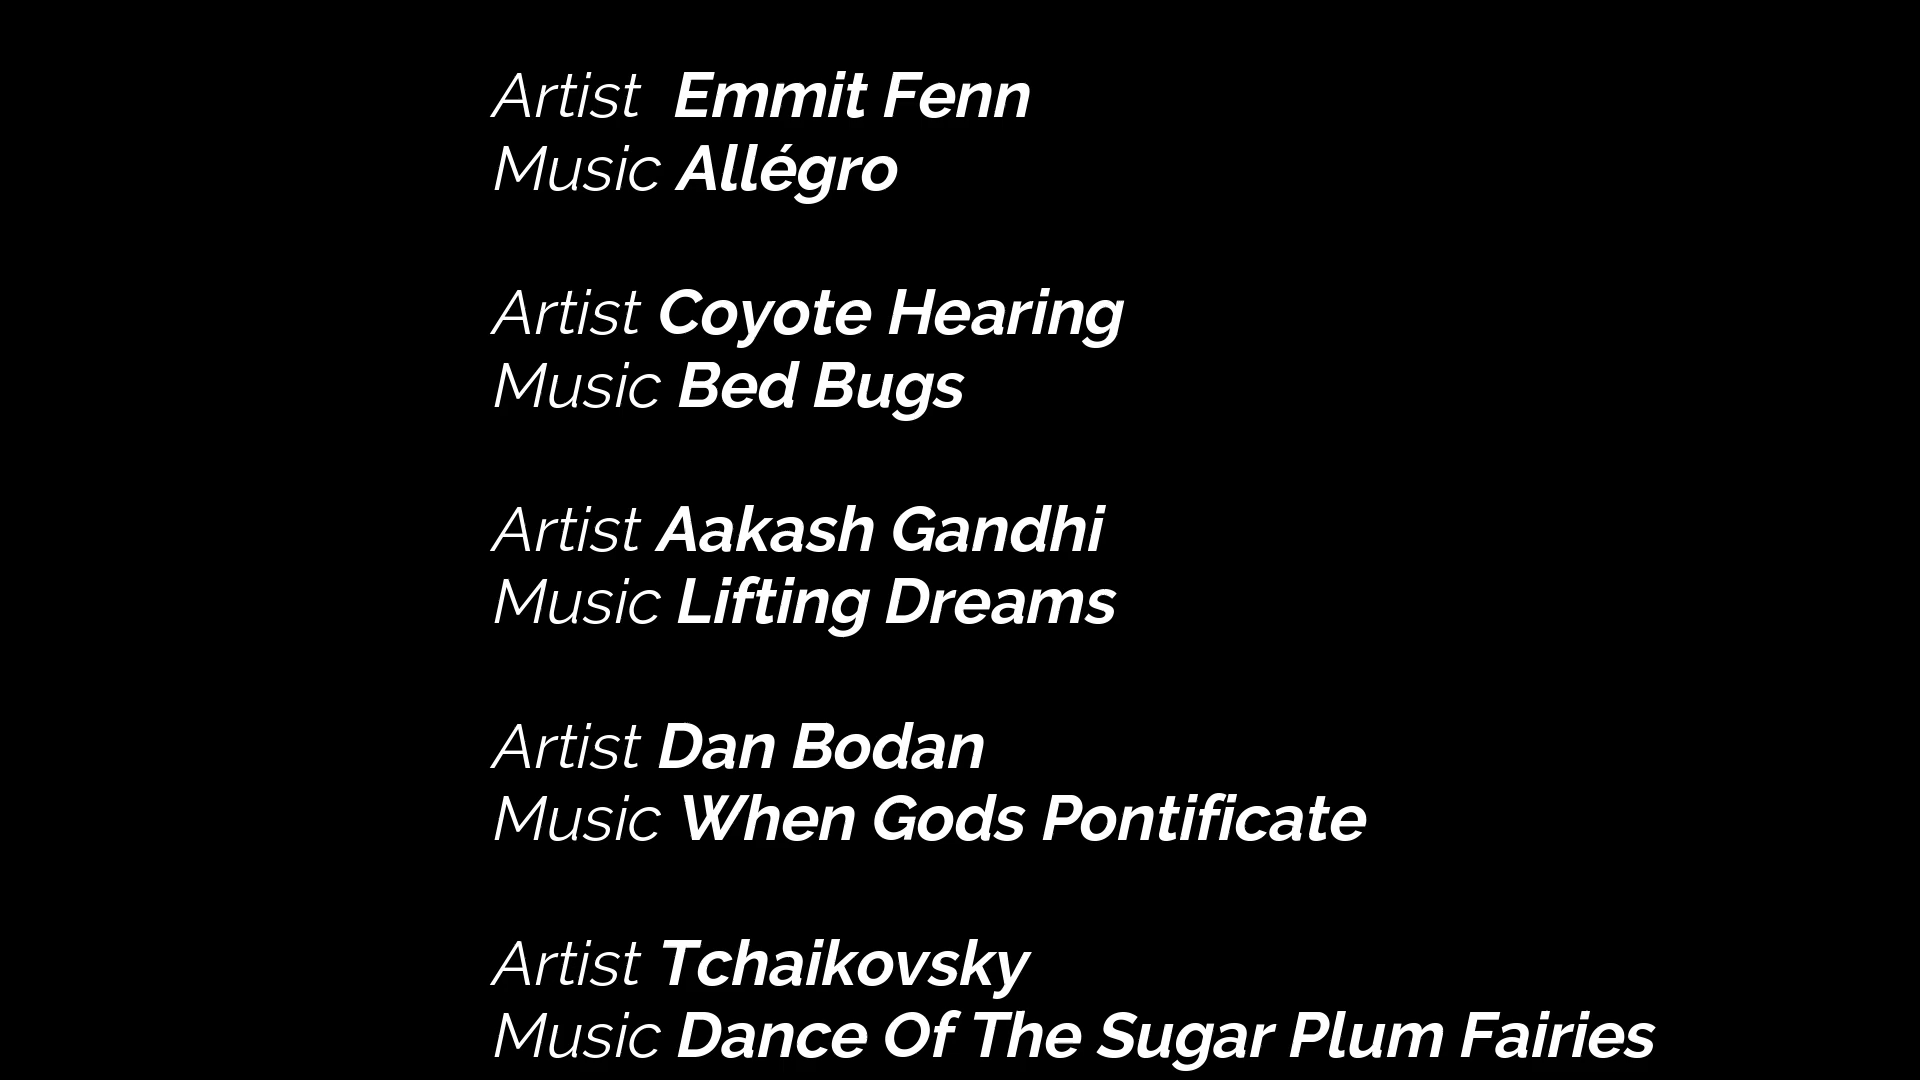 Artist Emmit Fenn
Music Allégro
Artist Coyote Hearing
Music Bed Bugs
Artist Aakash Gandhi
Music Lifting Dreams
Artist Dan Bodan
Music When Gods Pontificate
Artist Tchaikovsky
Music Dance Of The Sugar Plum Fairies